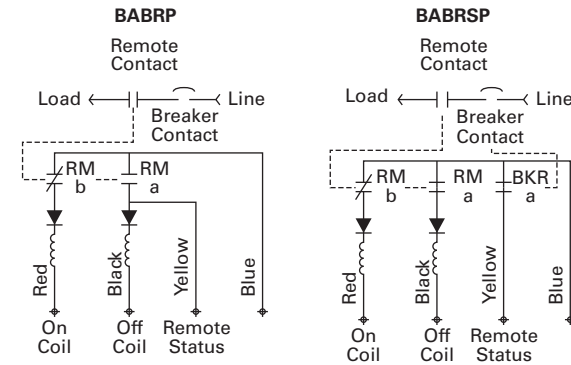 BABRP
Remote
Contact
Load
Line
Breaker
Contact
RM
b
RM
a
Red
Black
Yellow
Blue
On
Coil
Off
Coil
Remote
Status
BABRSP
Remote
Contact
Load
Line
Breaker
Contact
RM
b
RM
a
BKR
a
Red
Black
Yellow
Blue
On
Coil
Off
Coil
Remote
Status